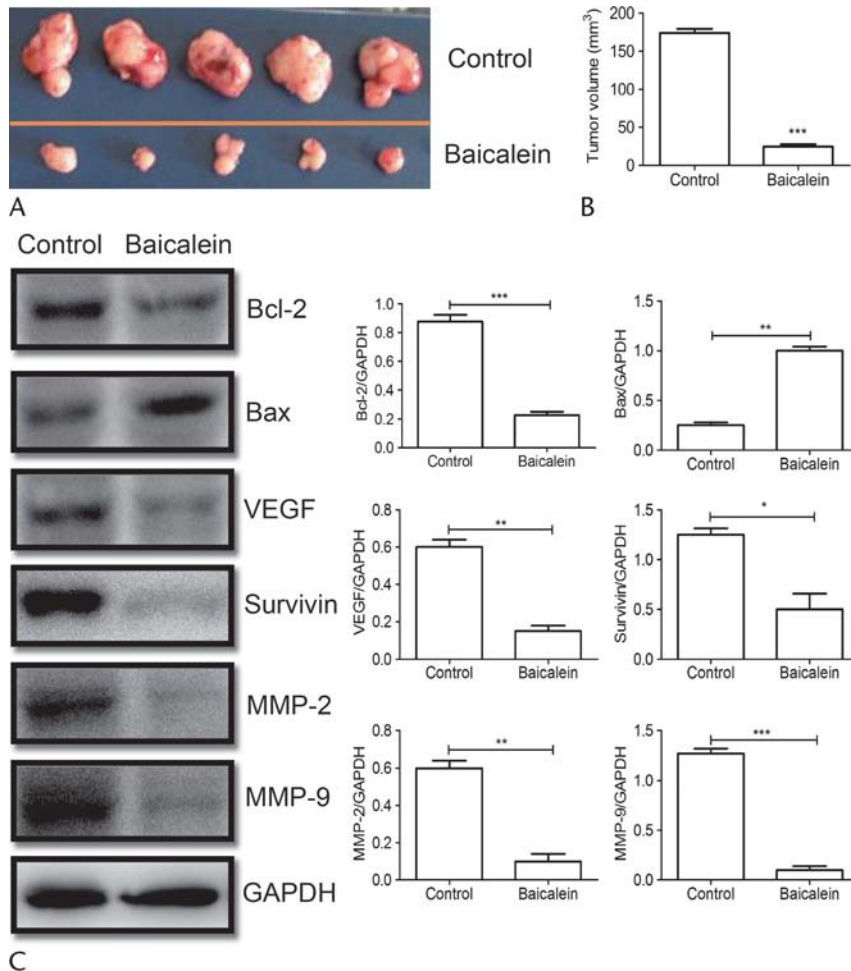 Control
Baicalein
A
Tumor volume (mm³)
200
150
100
50
0
***
Control
Baicalein
B
Control Baicalein
Bcl-2
Bax
VEGF
Survivin
MMP-2
MMP-9
GAPDH
Bcl-2/GAPDH
1.0
0.8
0.6
0.4
0.2
0.0
***
Control
Baicalein
Bax/GAPDH
1.5
1.0
0.5
0.0
**
Control
Baicalein
VEGF/GAPDH
0.8
0.6
0.4
0.2
0.0
**
Control
Baicalein
Survivin/GAPDH
1.5
1.0
0.5
0.0
*
Control
Baicalein
MMP-2/GAPDH
0.8
0.6
0.4
0.2
0.0
**
Control
Baicalein
MMP-9/GAPDH
1.5
1.0
0.5
0.0
***
Control
Baicalein
C